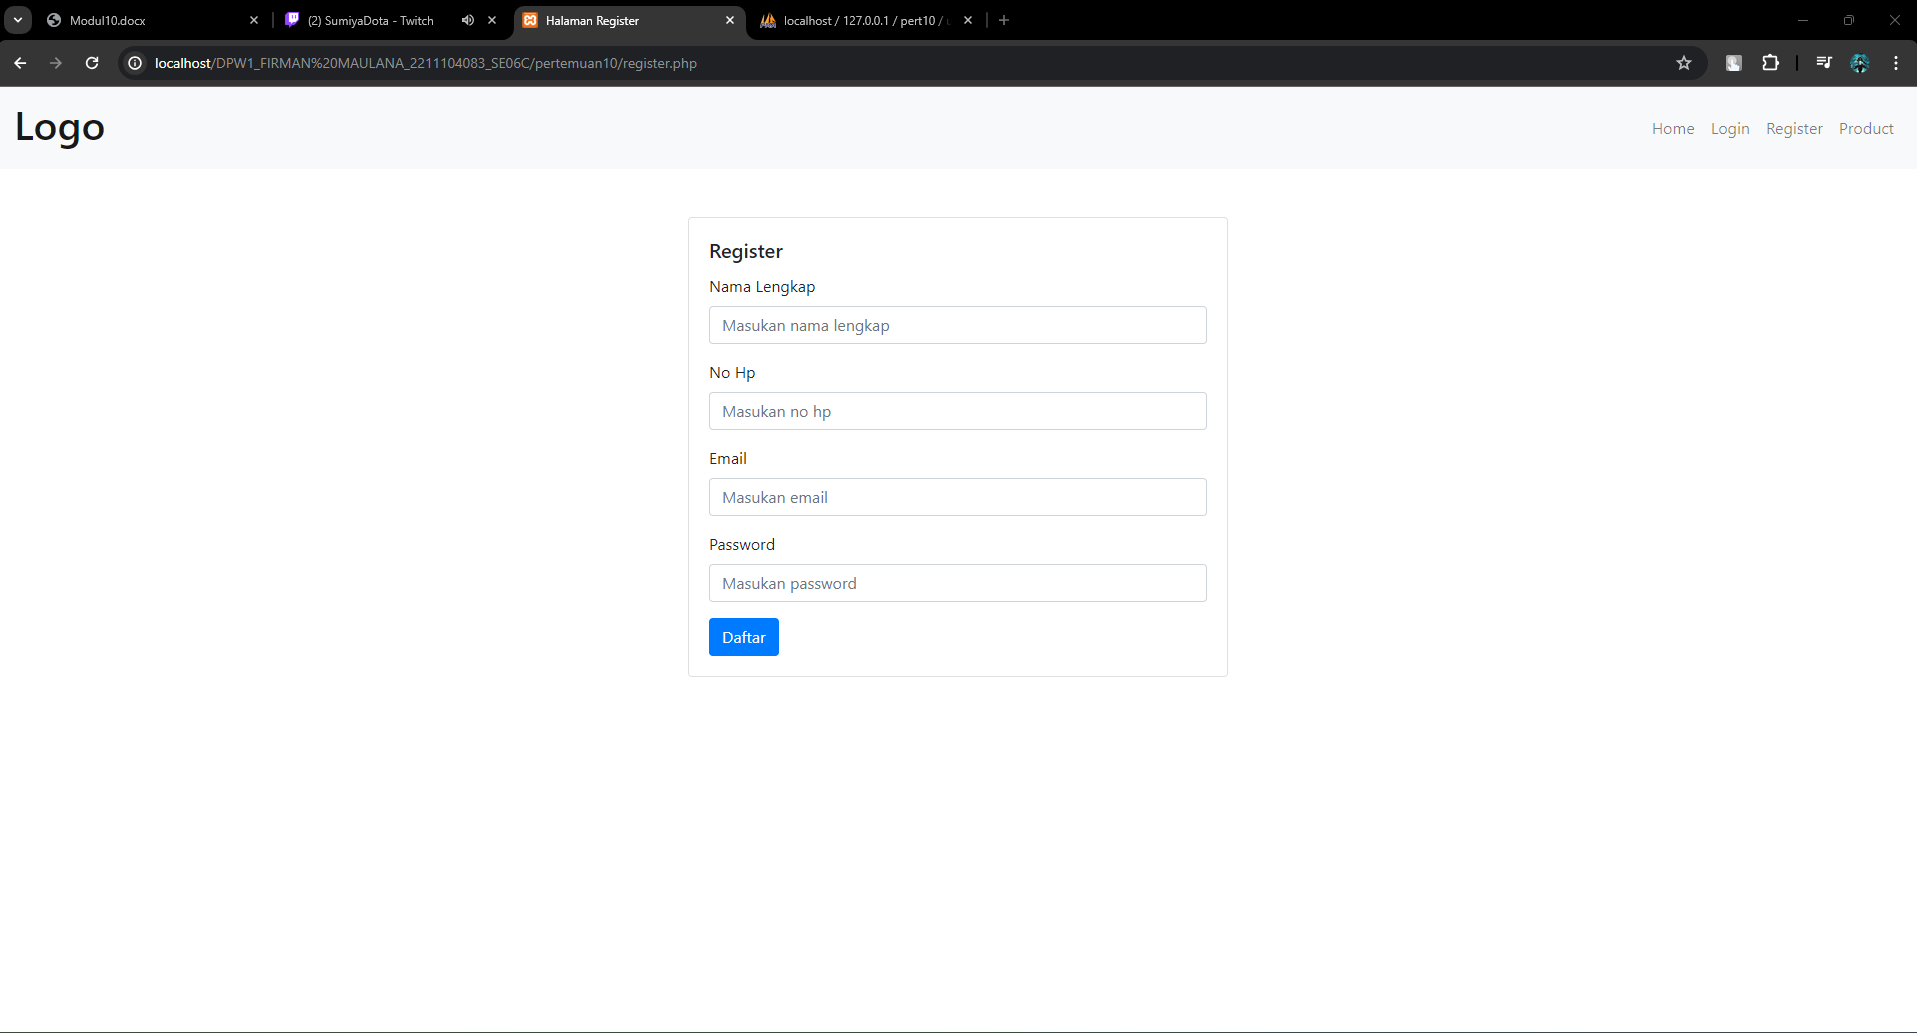 Modul10.docx
(2) SumiyaDota - Twitch
Halaman Register
localhost / 127.0.0.1 / pert10 /
localhost/DPW1_FIRMAN%20MAULANA_2211104083_SE06C/pertemuan10/register.php
Logo
Home Login Register Product
Register
Nama Lengkap
Masukan nama lengkap
No Hp
Masukan no hp
Email
Masukan email
Password
Masukan password
Daftar